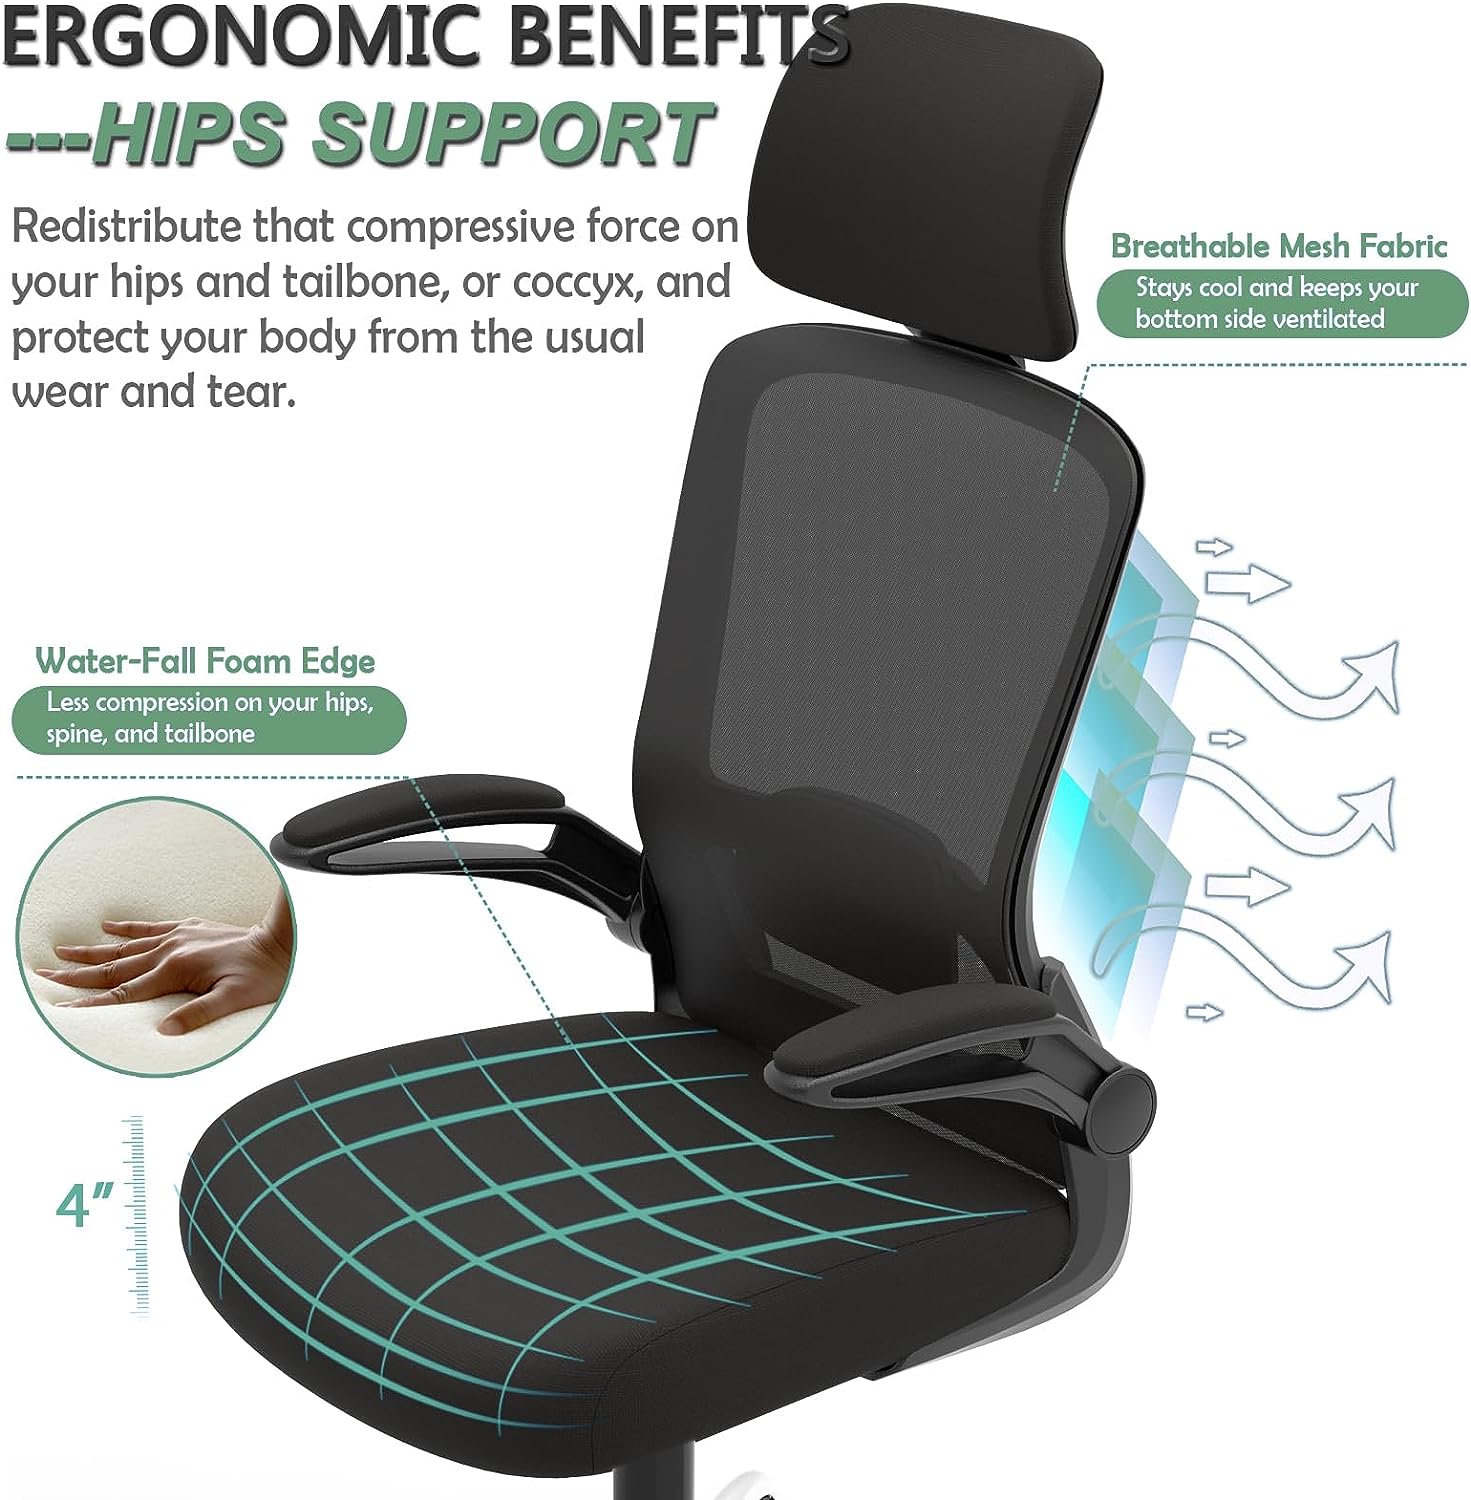 ERGONOMIC BENEFITS
---HIPS SUPPORT
Redistribute that compressive force on
your hips and tailbone, or coccyx, and
protect your body from the usual
wear and tear.
Breathable Mesh Fabric
Stays cool and keeps your
bottom side ventilated
Water-Fall Foam Edge
Less compression on your hips,
spine, and tailbone
4”